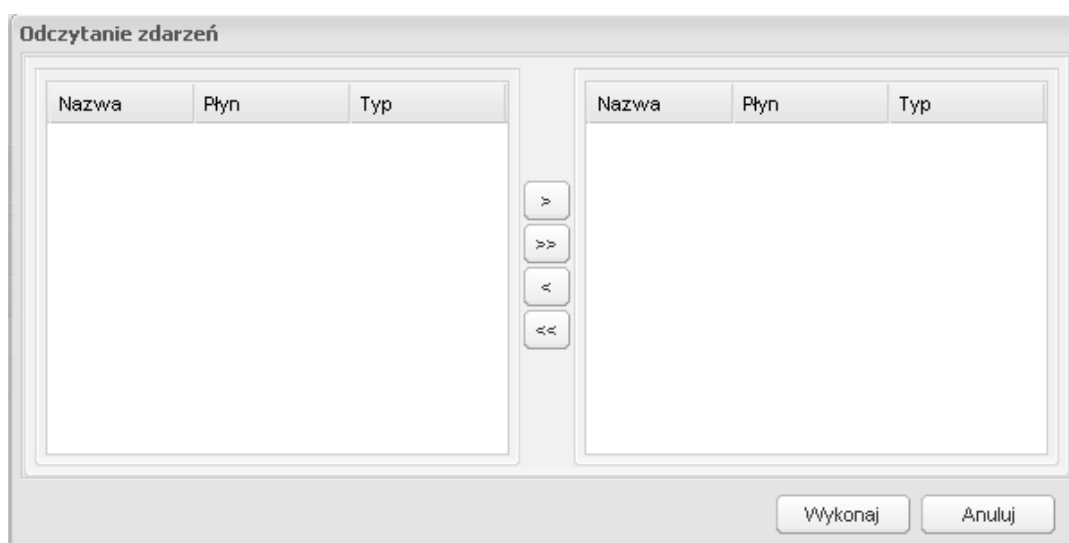 Odczytanie zdarzeń
Nazwa Płyn Typ Nazwa Płyn Typ
>
>>
<
<<
Wykonaj Anuluj